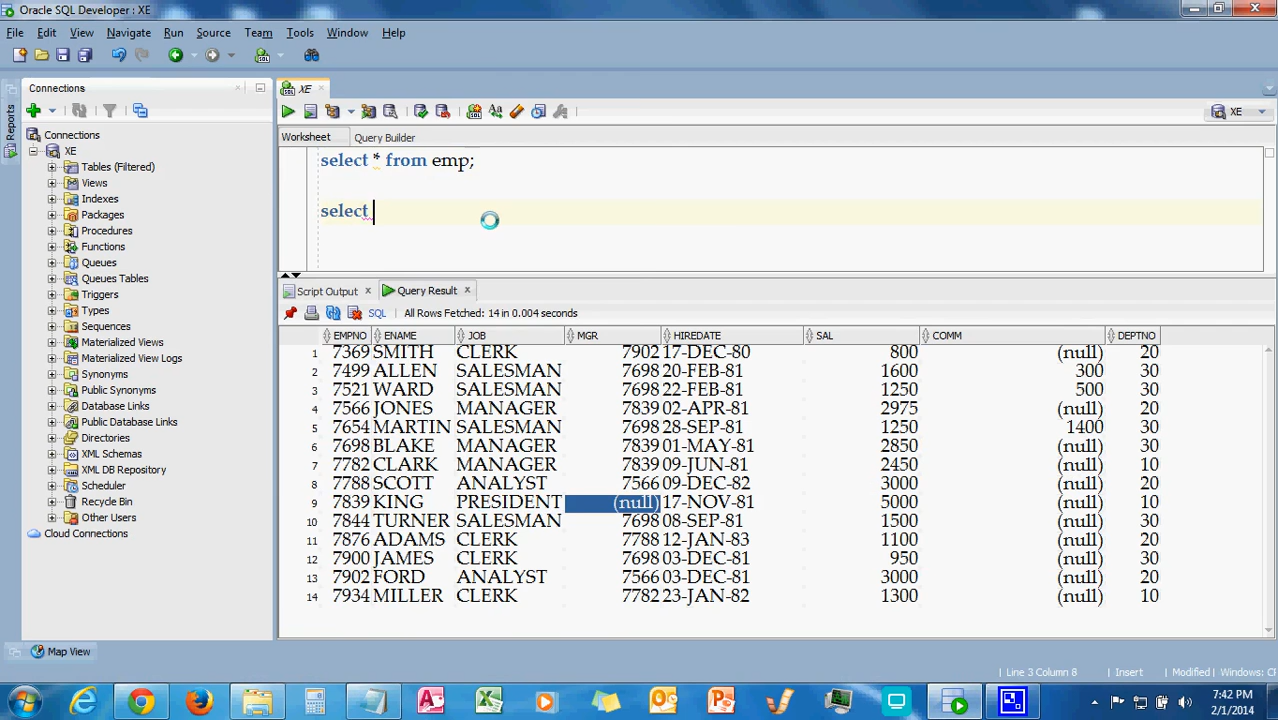 Oracle SQL Developer : XE
File Edit View Navigate Run Source Team Tools Window Help
Connections
XE
Reports
Connections
XE
Tables (Filtered)
Views
Indexes
Packages
Procedures
Functions
Queues
Queues Tables
Triggers
Types
Sequences
Materialized Views
Materialized View Logs
Synonyms
Public Synonyms
Database Links
Public Database Links
Directories
XML Schemas
XML DB Repository
Scheduler
Recycle Bin
Other Users
Cloud Connections
XE
Worksheet Query Builder
select * from emp;
select
Script Output Query Result
SQL All Rows Fetched: 14 in 0.004 seconds
EMPNO ENAME JOB MGR HIREDATE SAL COMM DEPTNO
1 7369 SMITH CLERK 7902 17-DEC-80 800 (null) 20
2 7499 ALLEN SALESMAN 7698 20-FEB-81 1600 300 30
3 7521 WARD SALESMAN 7698 22-FEB-81 1250 500 30
4 7566 JONES MANAGER 7839 02-APR-81 2975 (null) 20
5 7654 MARTIN SALESMAN 7698 28-SEP-81 1250 1400 30
6 7698 BLAKE MANAGER 7839 01-MAY-81 2850 (null) 30
7 7782 CLARK MANAGER 7839 09-JUN-81 2450 (null) 10
8 7788 SCOTT ANALYST 7566 09-DEC-82 3000 (null) 20
9 7839 KING PRESIDENT (null) 17-NOV-81 5000 (null) 10
10 7844 TURNER SALESMAN 7698 08-SEP-81 1500 (null) 30
11 7876 ADAMS CLERK 7788 12-JAN-83 1100 (null) 20
12 7900 JAMES CLERK 7698 03-DEC-81 950 (null) 30
13 7902 FORD ANALYST 7566 03-DEC-81 3000 (null) 20
14 7934 MILLER CLERK 7782 23-JAN-82 1300 (null) 10
Map View
Line 3 Column 8 Insert Modified Windows: CF
7:42 PM
2/1/2014